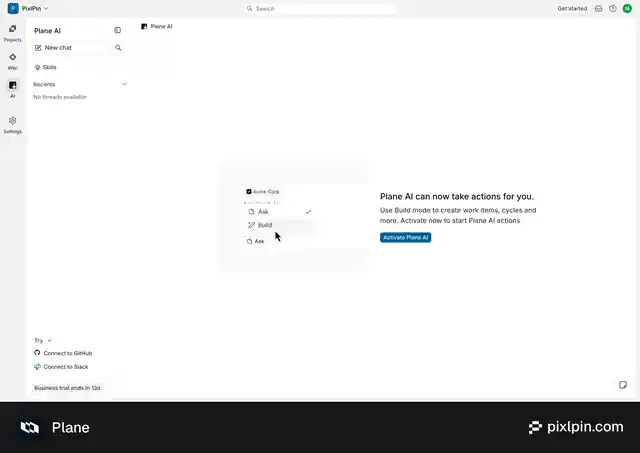 PixlPin
Search
Get started
M
P
Projects
Wiki
AI
Settings
Plane AI
New chat
Skills
Recents
No threads available
Plane AI
Acme Corp
Ask
Build
Ask
Plane AI can now take actions for you.
Use Build mode to create work items, cycles and
more. Activate now to start Plane AI actions
Activate Plane AI
Try
Connect to GitHub
Connect to Slack
Business trial ends in 13d
Plane
pixlpin.com